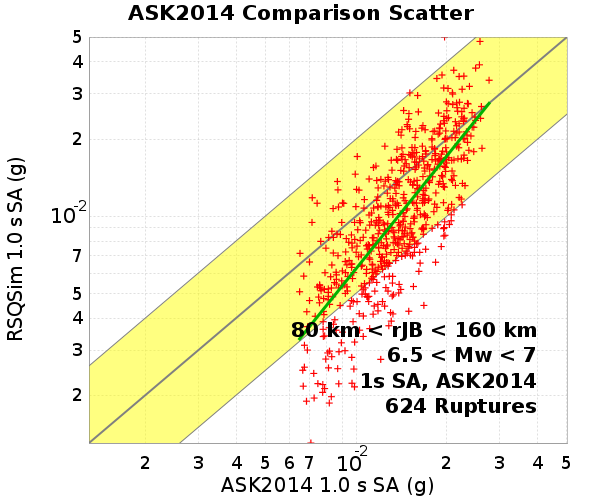 ASK2014 Comparison Scatter
5
4
3
2
10-2
7
5
4
3
2
RSQSim 1.0 s SA (g)
80 km < rJB < 160 km
6.5 < Mw < 7
1s SA, ASK2014
624 Ruptures
2 3 4 5 6 7 10-2 2 3 4 5
ASK2014 1.0 s SA (g)